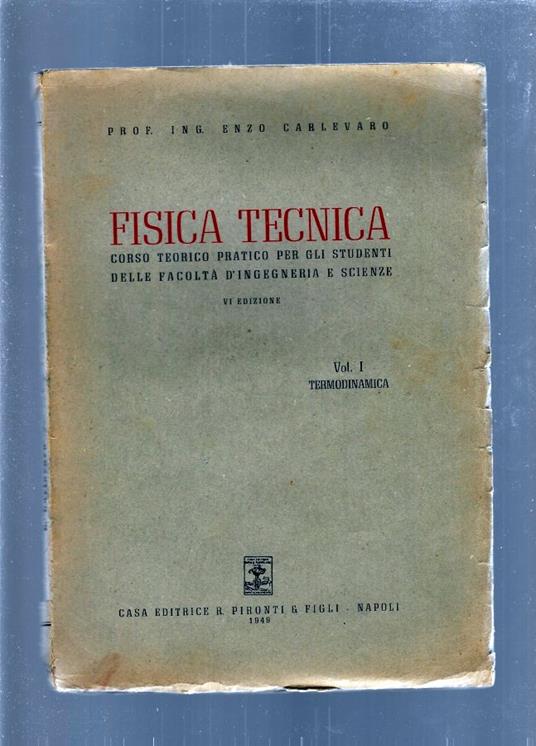 PROF. ING. ENZO CARLEVARO
FISICA TECNICA
CORSO TEORICO PRATICO PER GLI STUDENTI
DELLE FACOLTÀ D'INGEGNERIA E SCIENZE
VI EDIZIONE
Vol. I
TERMODINAMICA
CASA EDITRICE R. PIRONTI & FIGLI - NAPOLI
1949